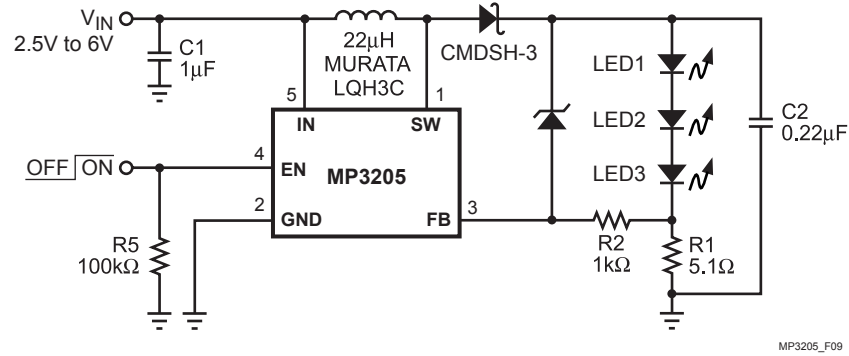 VIN
2.5V to 6V
C1
1µF
22µH
MURATA
LQH3C
CMDSH-3
LED1
LED2
LED3
C2
0.22µF
5
1
IN
SW
OFF ON
4
EN
MP3205
2
GND
FB
3
R5
100kΩ
R2
1kΩ
R1
5.1Ω
MP3205_F09